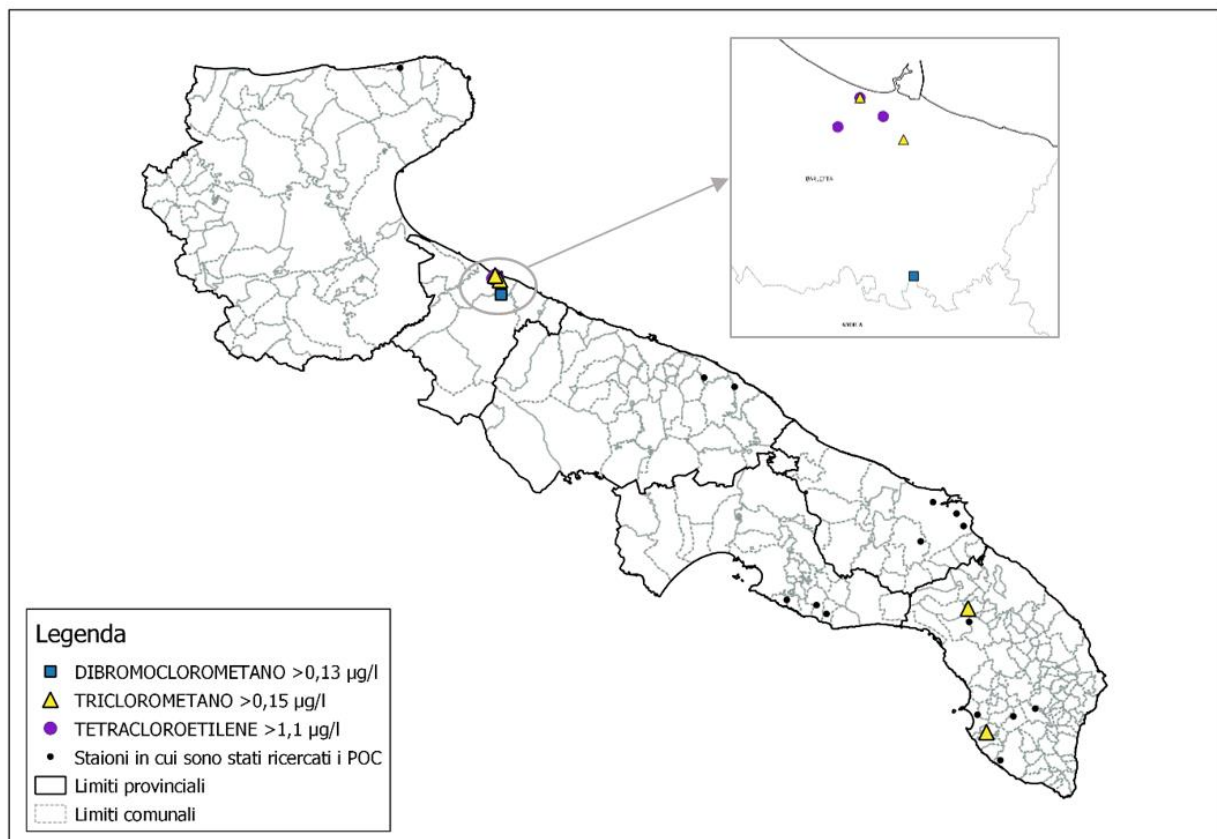 BARLETTA
Legenda
DIBROMOCLOROMETANO >0,13 µg/l
TRICLOROMETANO >0,15 µg/l
TETRACLOROETILENE >1,1 µg/l
Staioni in cui sono stati ricercati i POC
Limiti provinciali
Limiti comunali